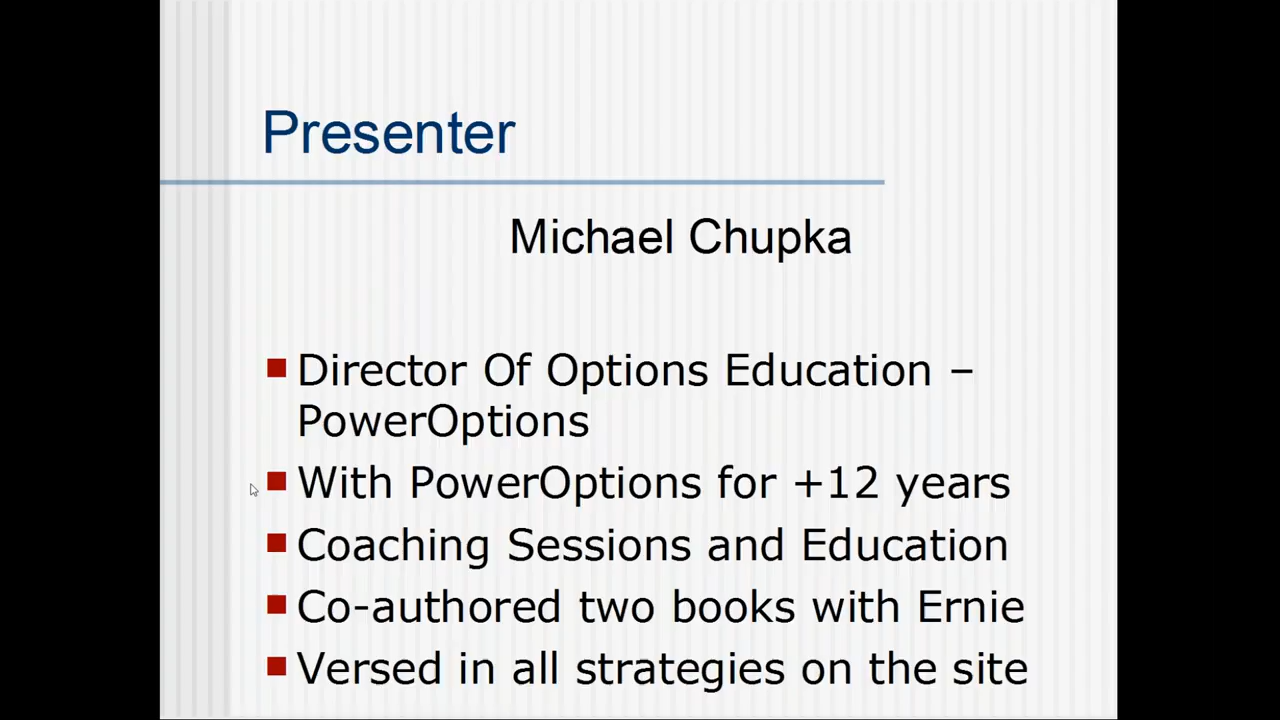 Presenter
Michael Chupka
Director Of Options Education –
PowerOptions
With PowerOptions for +12 years
Coaching Sessions and Education
Co-authored two books with Ernie
Versed in all strategies on the site